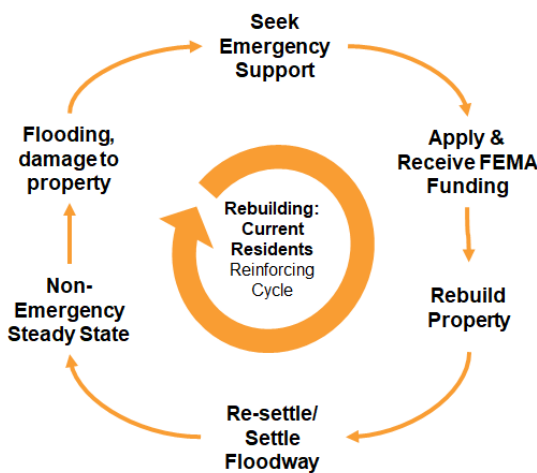 Seek
Emergency
Support
Apply &
Receive FEMA
Funding
Rebuild
Property
Re-settle/
Settle
Floodway
Non-
Emergency
Steady State
Flooding,
damage to
property
Rebuilding:
Current
Residents
Reinforcing
Cycle